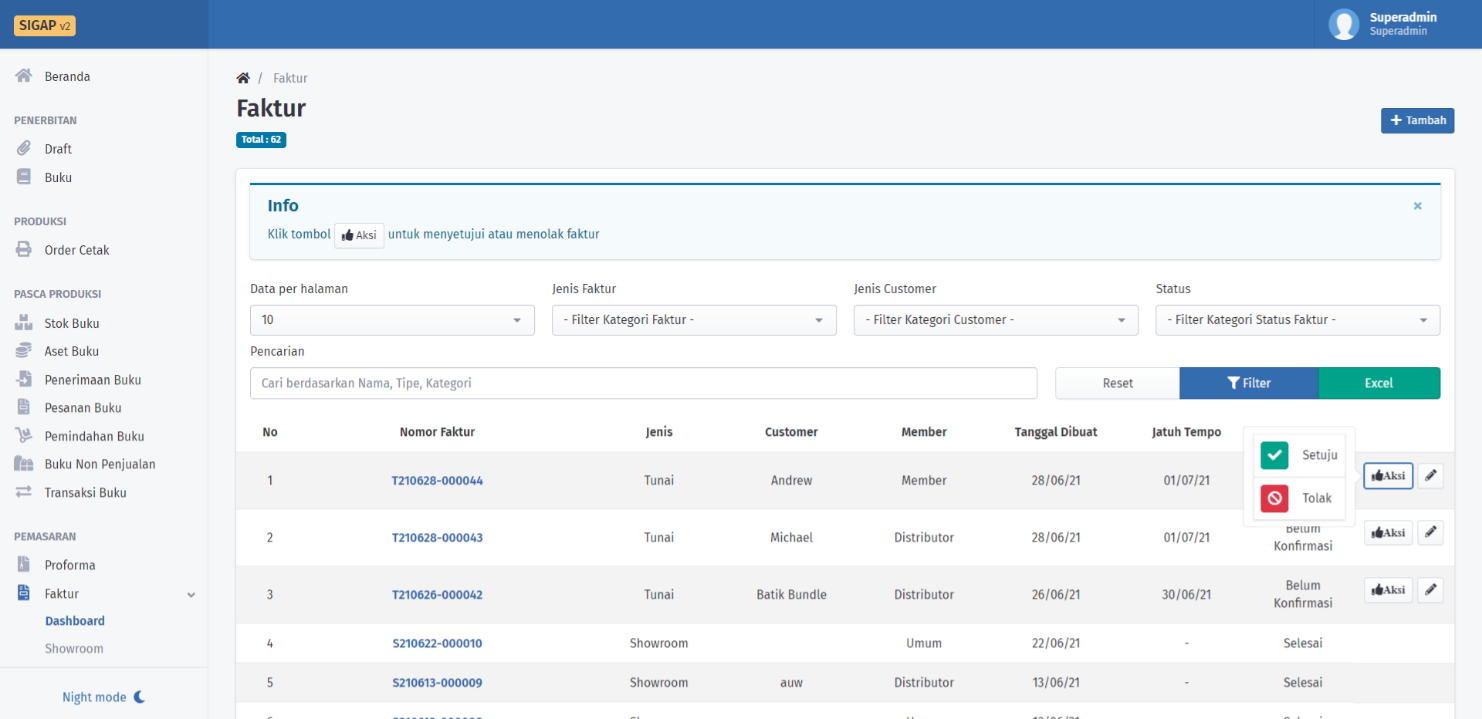 SIGAP v2
Superadmin
Superadmin
Beranda
PENERBITAN
Draft
Buku
PRODUKSI
Order Cetak
PASCA PRODUKSI
Stok Buku
Aset Buku
Penerimaan Buku
Pesanan Buku
Pemindahan Buku
Buku Non Penjualan
Transaksi Buku
PEMASARAN
Proforma
Faktur
Dashboard
Showroom
Night mode
/ Faktur
Faktur
Total : 62
+ Tambah
Info
×
Klik tombol Aksi untuk menyetujui atau menolak faktur
Data per halaman Jenis Faktur Jenis Customer Status
10 - Filter Kategori Faktur - - Filter Kategori Customer - - Filter Kategori Status Faktur -
Pencarian
Cari berdasarkan Nama, Tipe, Kategori Reset Filter Excel
No Nomor Faktur Jenis Customer Member Tanggal Dibuat Jatuh Tempo
Setuju
Tolak
1 T210628-000044 Tunai Andrew Member 28/06/21 01/07/21 Aksi
2 T210628-000043 Tunai Michael Distributor 28/06/21 01/07/21 Belum Konfirmasi Aksi
3 T210626-000042 Tunai Batik Bundle Distributor 26/06/21 30/06/21 Belum Konfirmasi Aksi
4 S210622-000010 Showroom Umum 22/06/21 - Selesai
5 S210613-000009 Showroom auw Distributor 13/06/21 - Selesai